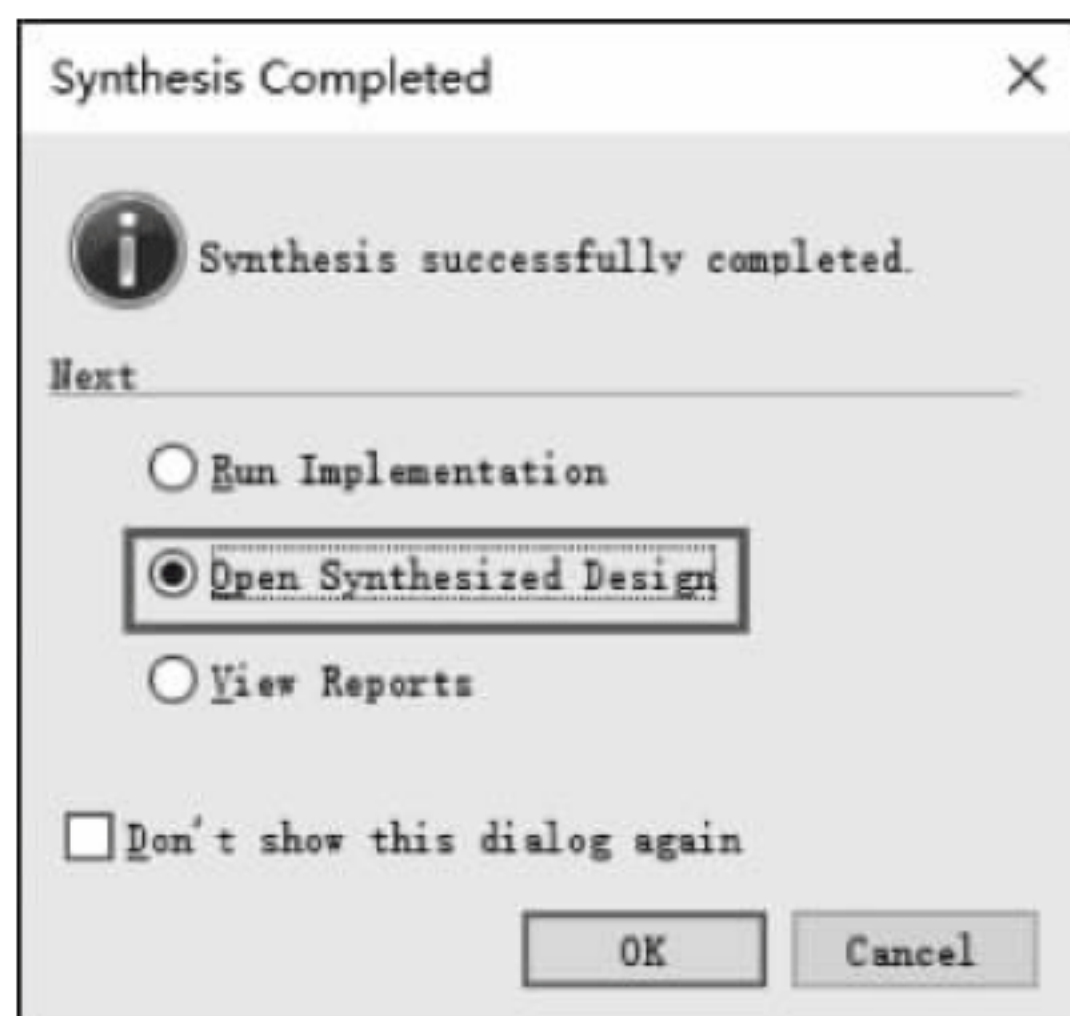 Synthesis Completed
Synthesis successfully completed.
Next
Run Implementation
Open Synthesized Design
View Reports
Don't show this dialog again
OK
Cancel